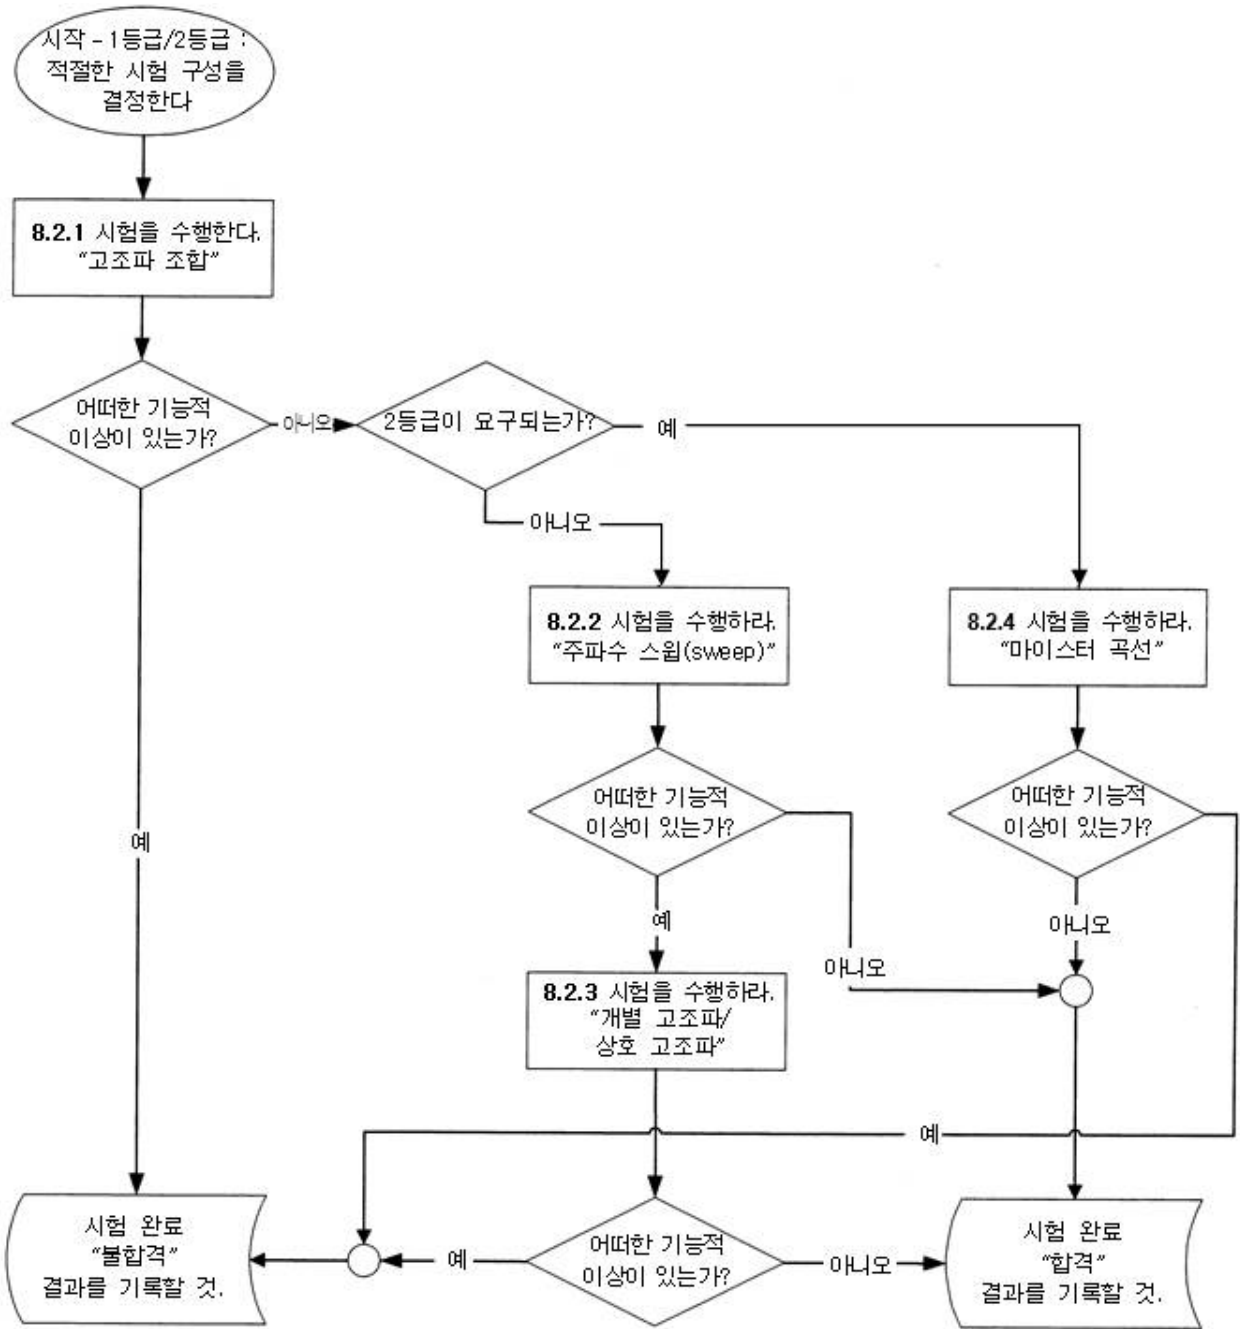 시작 - 1등급/2등급 :
적절한 시험 구성을
결정한다
8.2.1 시험을 수행한다.
“고조파 조합”
어떠한 기능적
이상이 있는가?
아니오
2등급이 요구되는가?
예
아니오
8.2.2 시험을 수행하라.
“주파수 스윕(sweep)”
8.2.4 시험을 수행하라.
“마이스터 곡선”
어떠한 기능적
이상이 있는가?
어떠한 기능적
이상이 있는가?
예
예
아니오
아니오
8.2.3 시험을 수행하라.
“개별 고조파/
상호 고조파”
예
시험 완료
“불합격”
결과를 기록할 것.
예
어떠한 기능적
이상이 있는가?
아니오
시험 완료
“합격”
결과를 기록할 것.